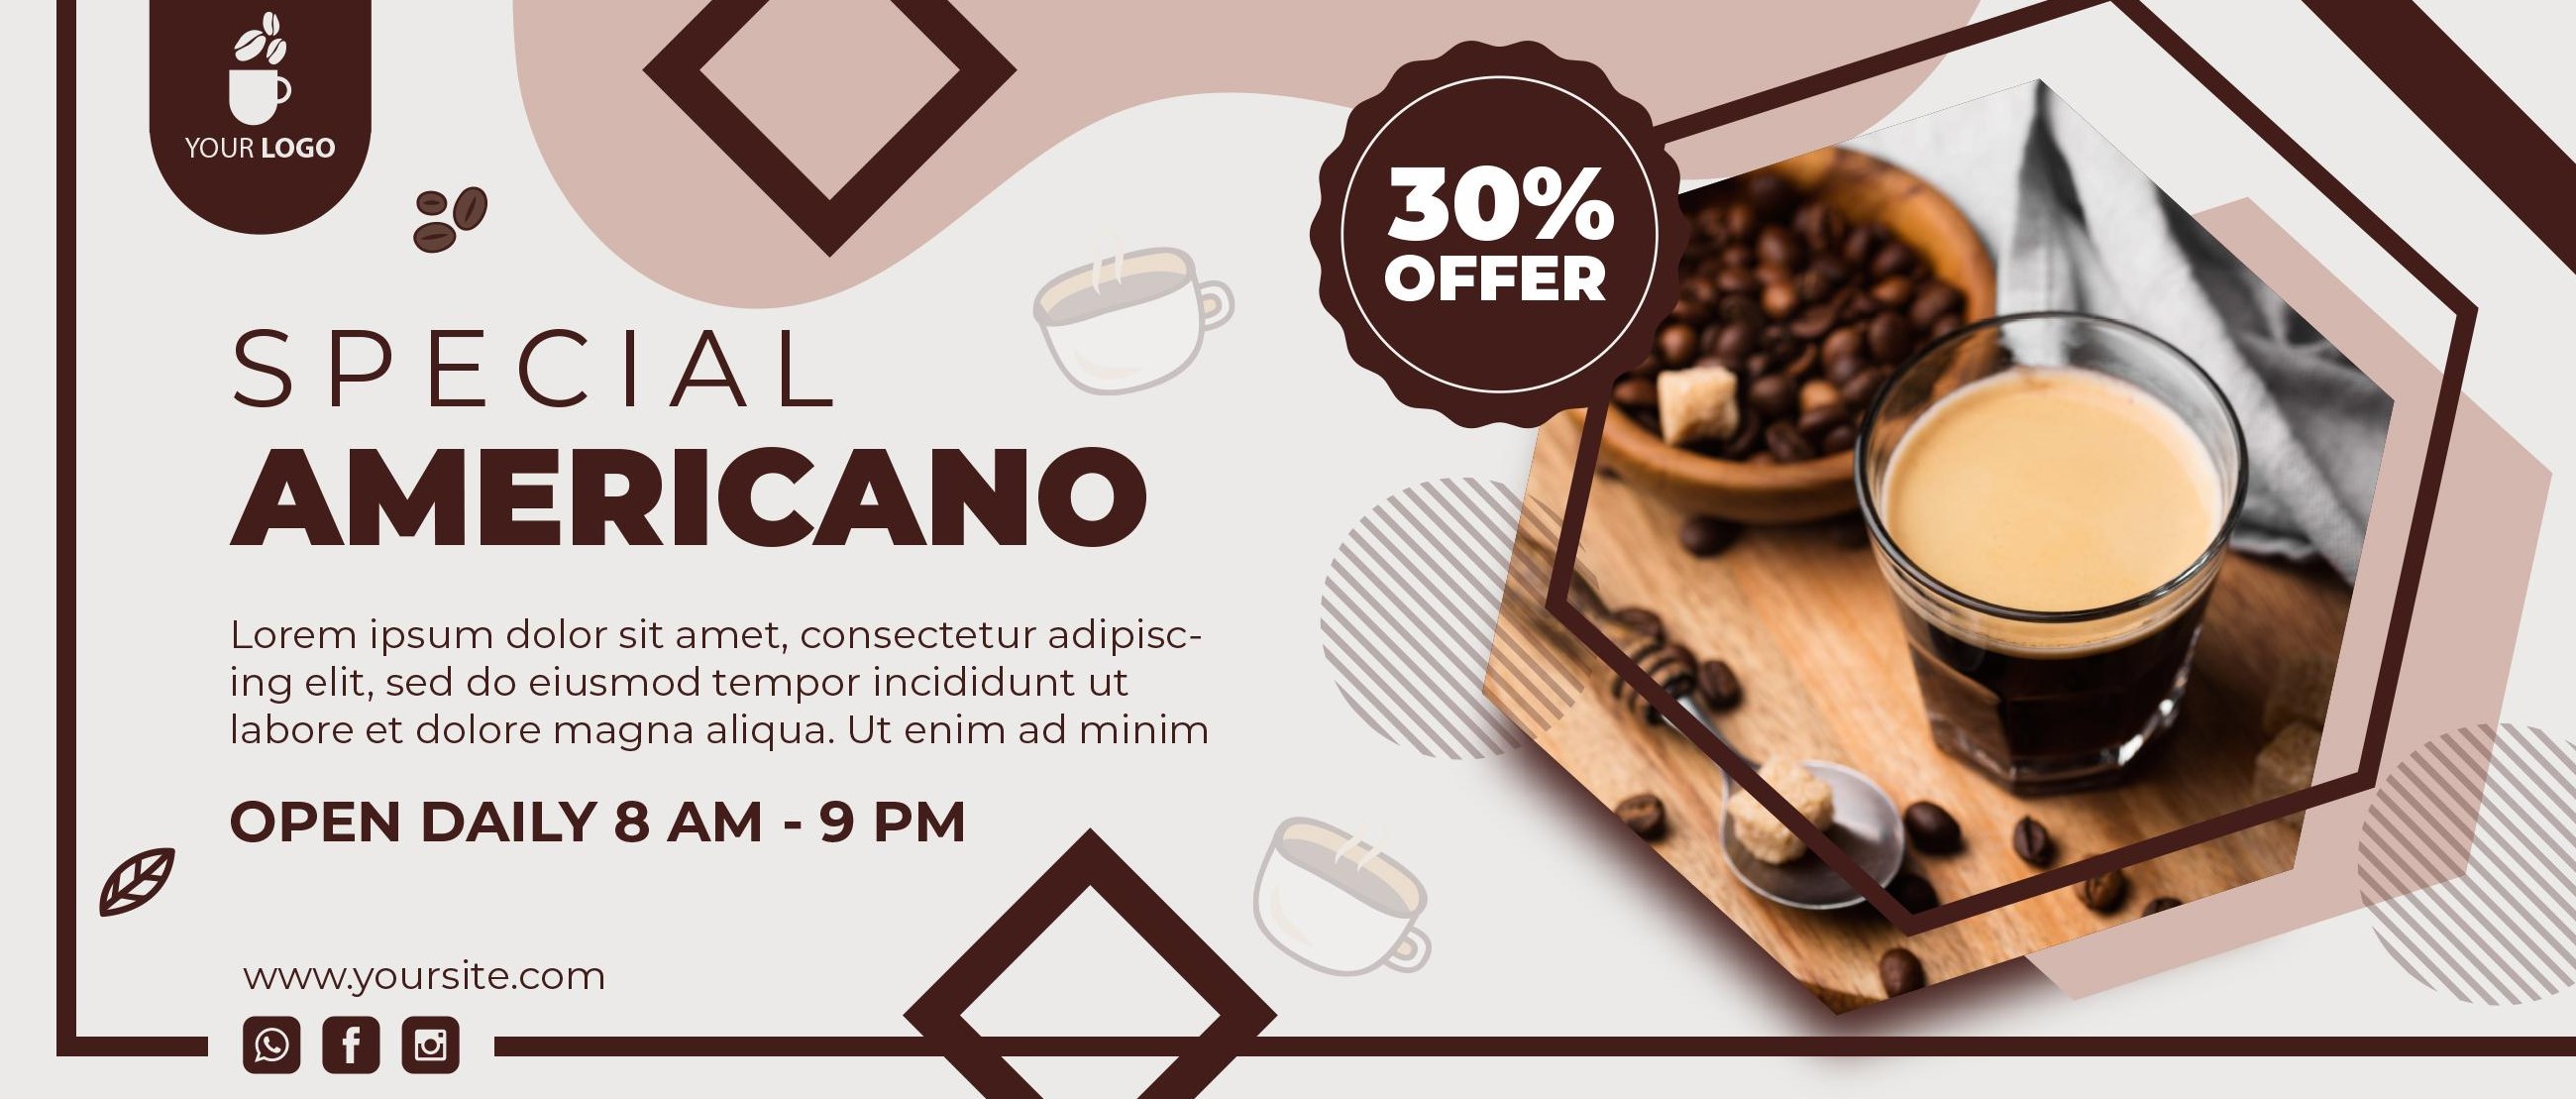 YOUR LOGO
30%
OFFER
SPECIAL
AMERICANO
Lorem ipsum dolor sit amet, consectetur adipisc-
ing elit, sed do eiusmod tempor incididunt ut
labore et dolore magna aliqua. Ut enim ad minim
OPEN DAILY 8 AM - 9 PM
www.yoursite.com